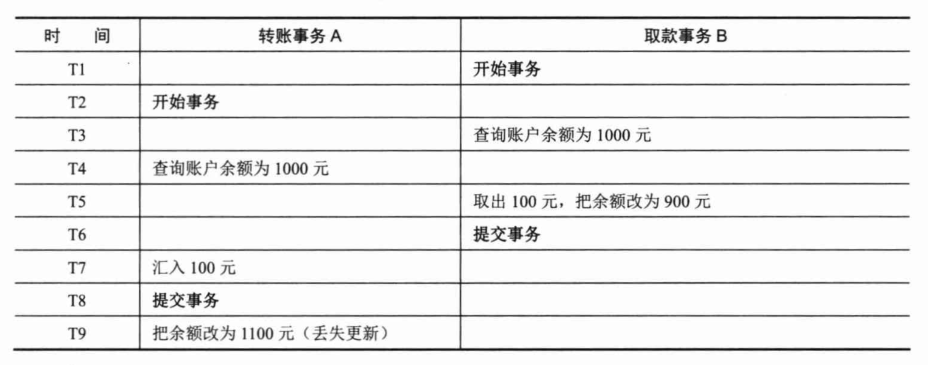 时 间 转账事务 A 取款事务 B
T1 开始事务
T2 开始事务
T3 查询账户余额为 1000 元
T4 查询账户余额为 1000 元
T5 取出 100 元，把余额改为 900 元
T6 提交事务
T7 汇入 100 元
T8 提交事务
T9 把余额改为 1100 元（丢失更新）